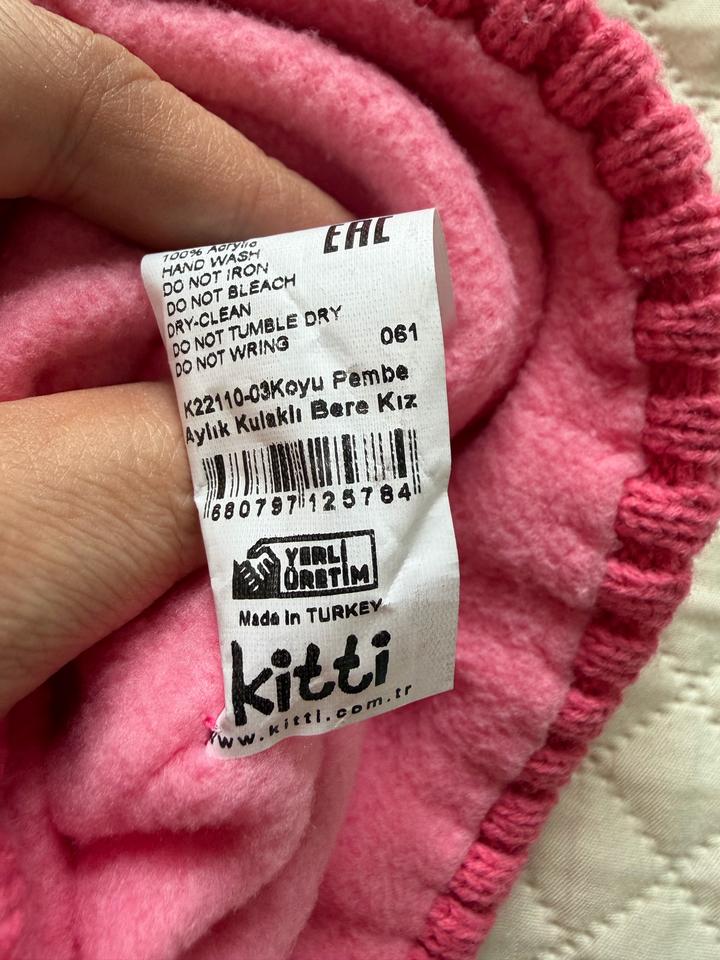 EAC
100% Acrylic
HAND WASH
DO NOT IRON
DO NOT BLEACH
DRY-CLEAN
DO NOT TUMBLE DRY
DO NOT WRING
061
K22110-03Koyu Pembe
Aylık Kulaklı Bere Kız
680797 125784
YERLİ
ÜRETİM
Made in TURKEY
kitti
www.kitti.com.tr